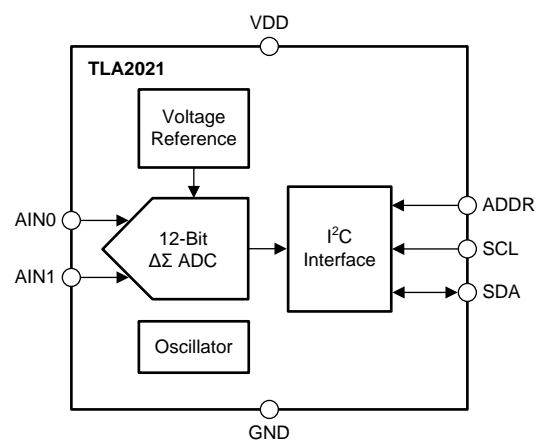 VDD
TLA2021
Voltage
Reference
AIN0
12-Bit
ΔΣ ADC
AIN1
I²C
Interface
ADDR
SCL
SDA
Oscillator
GND